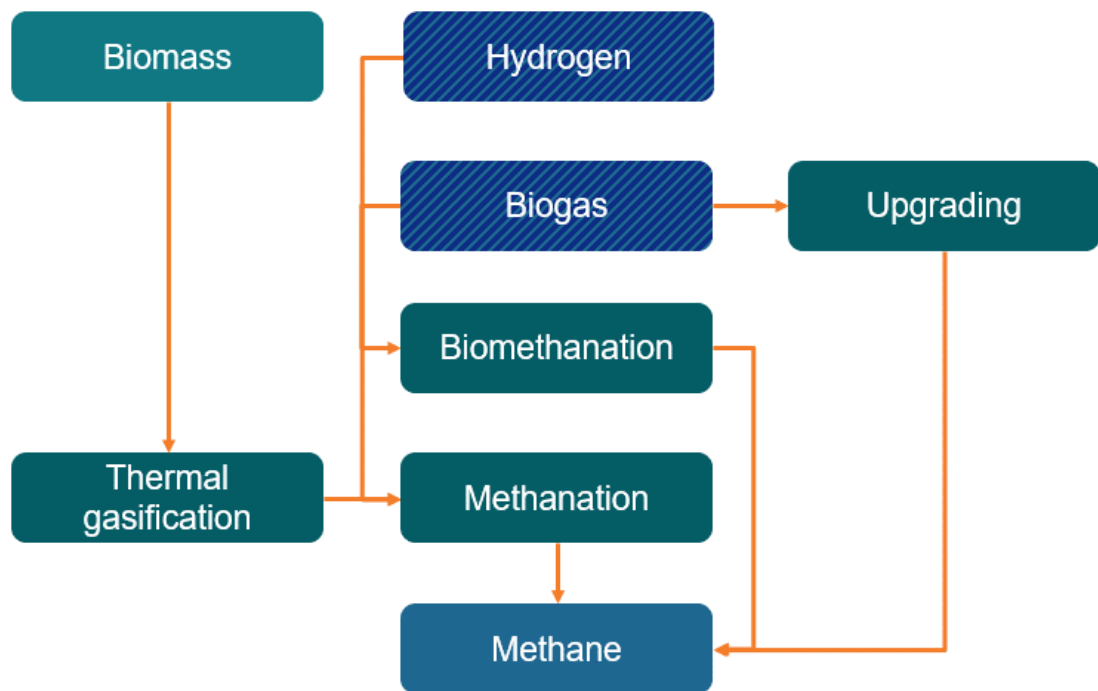 Biomass
Hydrogen
Biogas
Upgrading
Biomethanation
Thermal
gasification
Methanation
Methane